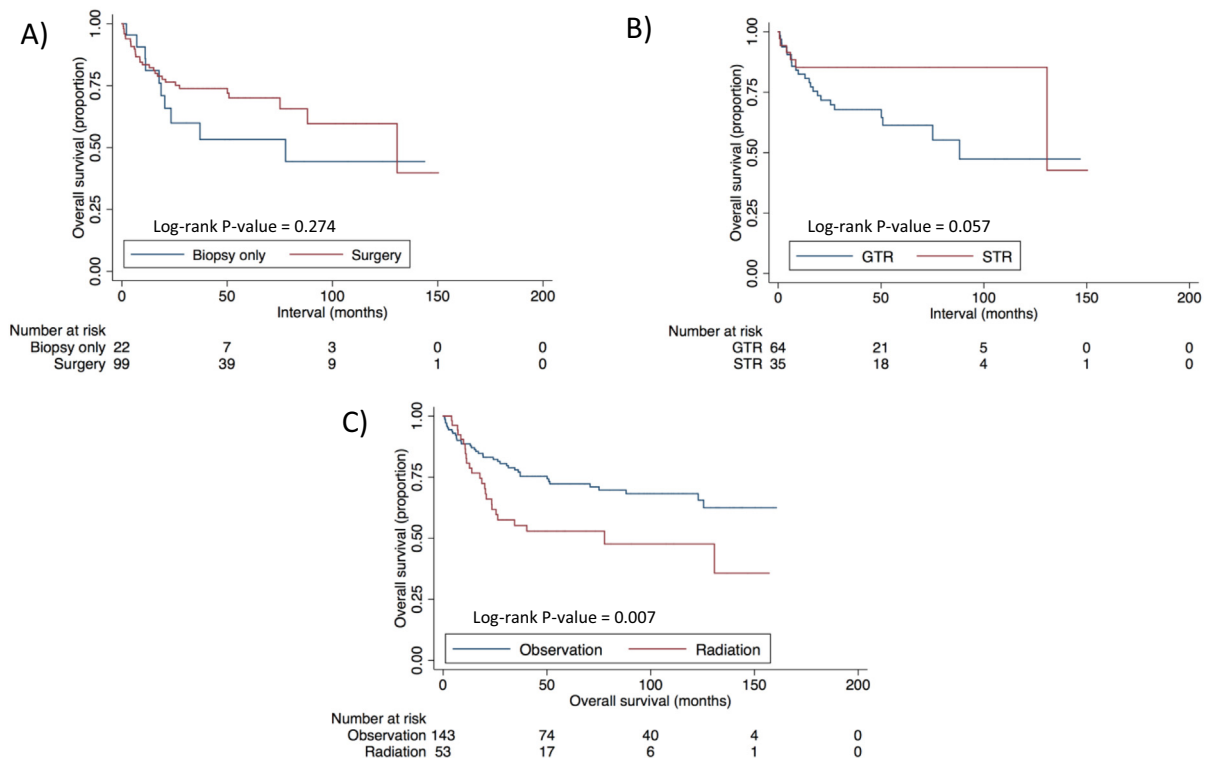 A)
Overall survival (proportion)
1.00
0.75
0.50
0.25
0.00
Log-rank P-value = 0.274
Biopsy only Surgery
0 50 100 150 200
Interval (months)
Number at risk
Biopsy only 22 7 3 0 0
Surgery 99 39 9 1 0
B)
Overall survival (proportion)
1.00
0.75
0.50
0.25
0.00
Log-rank P-value = 0.057
GTR STR
0 50 100 150 200
Interval (months)
Number at risk
GTR 64 21 5 0 0
STR 35 18 4 1 0
C)
Overall survival (proportion)
1.00
0.75
0.50
0.25
0.00
Log-rank P-value = 0.007
Observation Radiation
0 50 100 150 200
Overall survival (months)
Number at risk
Observation 143 74 40 4 0
Radiation 53 17 6 1 0